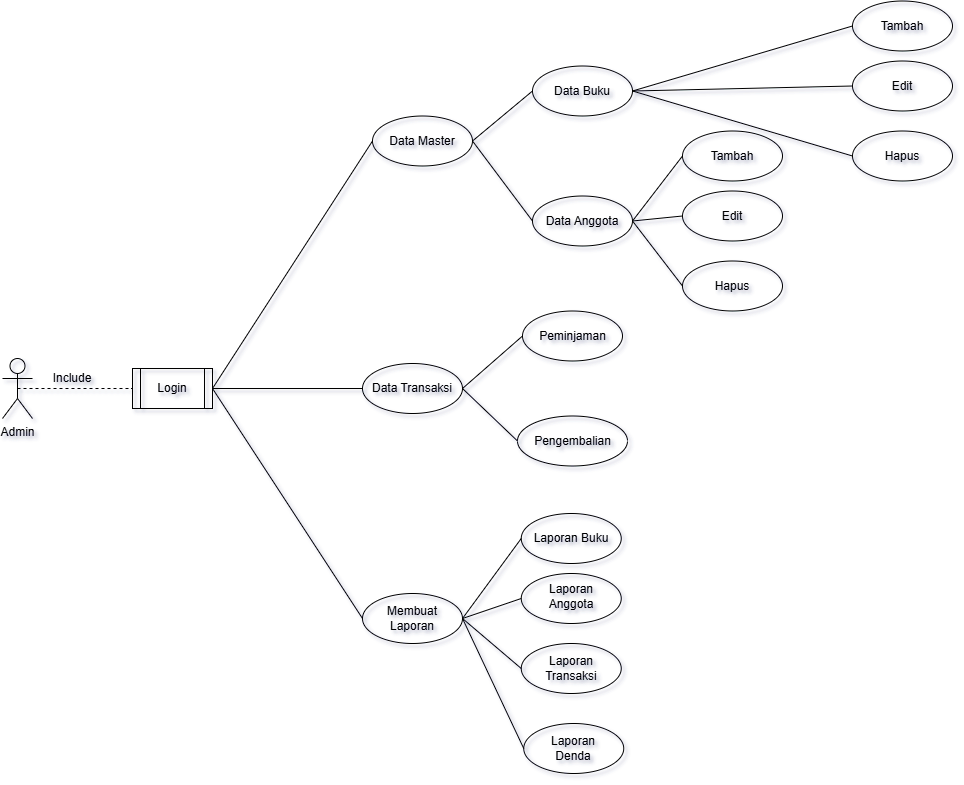 Tambah
Edit
Hapus
Data Buku
Data Master
Tambah
Data Anggota
Edit
Hapus
Peminjaman
Include
Login
Data Transaksi
Admin
Pengembalian
Laporan Buku
Laporan
Anggota
Membuat
Laporan
Laporan
Transaksi
Laporan
Denda